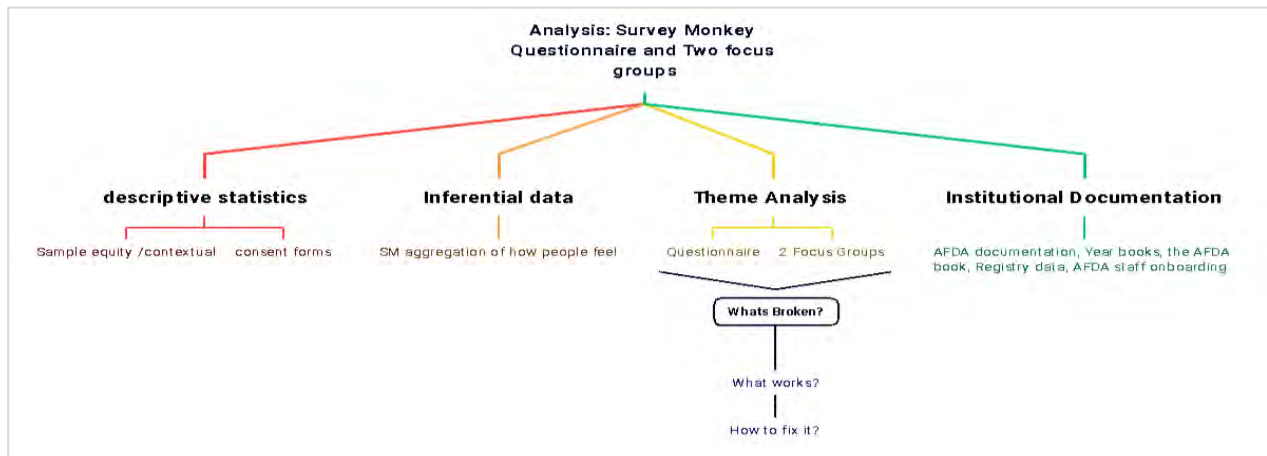 Analysis: Survey Monkey
Questionnaire and Two focus
groups
descriptive statistics
Inferential data
Theme Analysis
Institutional Documentation
Sample equity /contextual
consent forms
SM aggregation of how people feel
Questionnaire
2 Focus Groups
AFDA documentation, Year books, the AFDA
book, Registry data, AFDA staff onboarding
Whats Broken?
What works?
How to fix it?